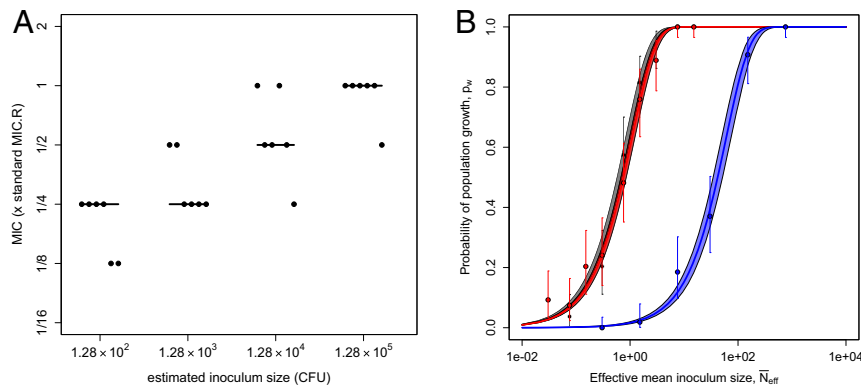 A
MIC (x standard MIC.R)
2
1
1/2
1/4
1/8
1/16
1.28 × 10²
1.28 × 10³
1.28 × 10⁴
1.28 × 10⁵
estimated inoculum size (CFU)
B
Probability of population growth, p_w
1.0
0.8
0.6
0.4
0.2
0.0
1e-02
1e+00
1e+02
1e+04
Effective mean inoculum size, N̅_eff